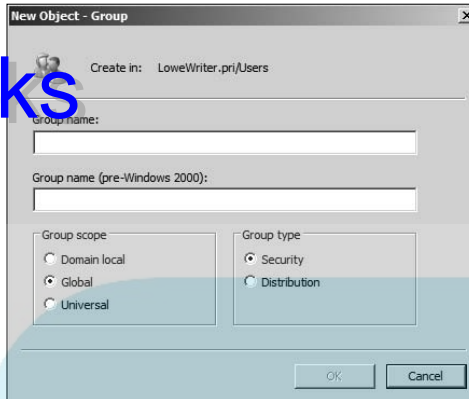 New Object - Group
Create in: LoweWriter.pri/Users
ks
Group name:
Group name (pre-Windows 2000):
Group scope
Domain local
Global
Universal
Group type
Security
Distribution
OK
Cancel